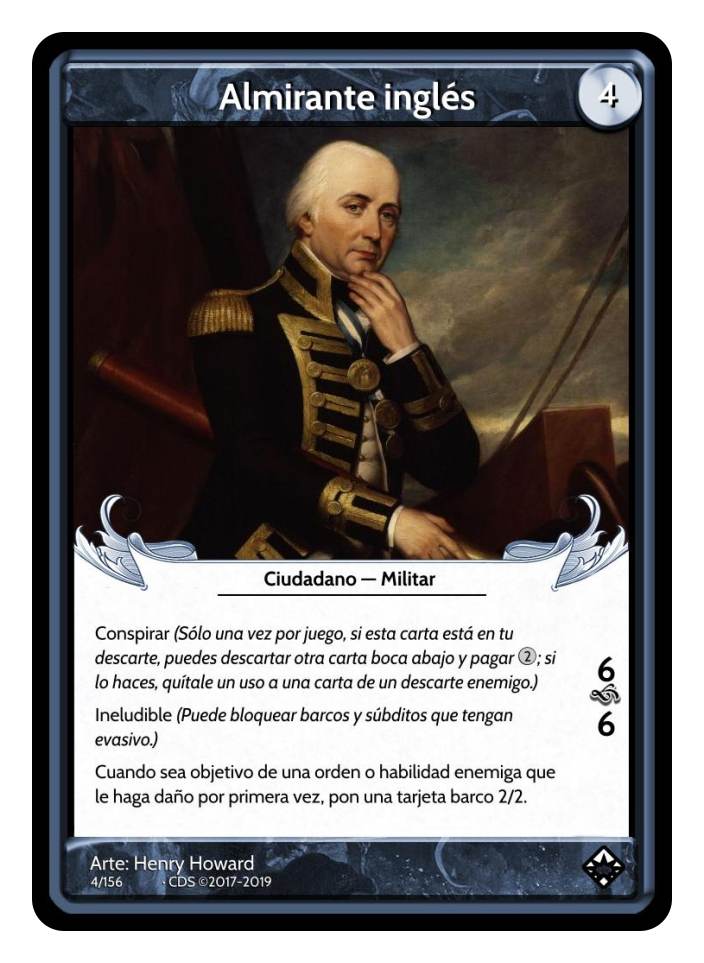 Almirante inglés
4
Ciudadano — Militar
Conspirar (Sólo una vez por juego, si esta carta está en tu
descarte, puedes descartar otra carta boca abajo y pagar 2; si
lo haces, quítale un uso a una carta de un descarte enemigo.)
Ineludible (Puede bloquear barcos y súbditos que tengan
evasivo.)
Cuando sea objetivo de una orden o habilidad enemiga que
le haga daño por primera vez, pon una tarjeta barco 2/2.
6
6
Arte: Henry Howard
4/156 · CDS ©2017-2019